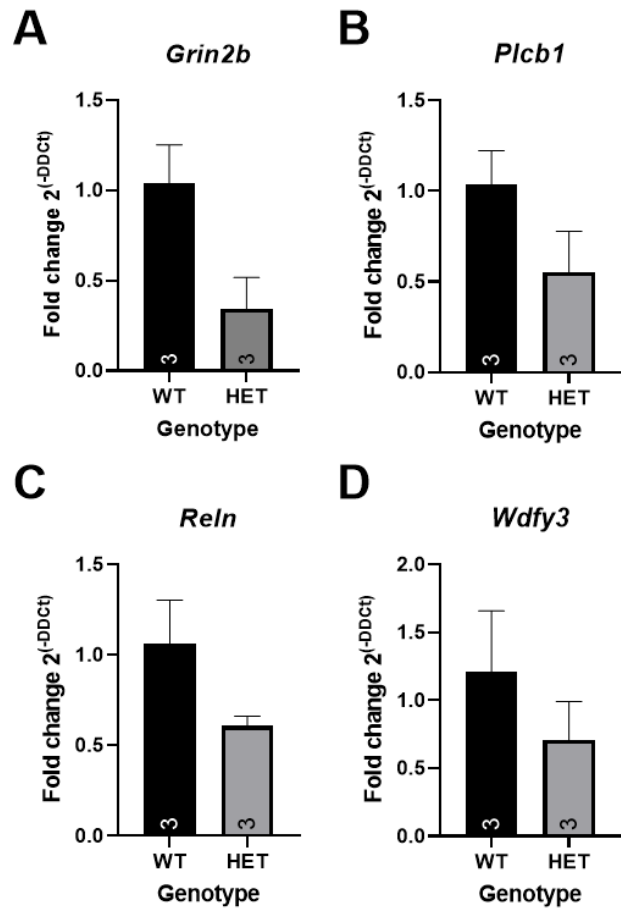 A
Grin2b
Fold change 2(-DDCt)
1.5
1.0
0.5
0.0
3
3
WT
HET
Genotype
B
Plcb1
Fold change 2(-DDCt)
1.5
1.0
0.5
0.0
3
3
WT
HET
Genotype
C
Reln
Fold change 2(-DDCt)
1.5
1.0
0.5
0.0
3
3
WT
HET
Genotype
D
Wdfy3
Fold change 2(-DDCt)
2.0
1.5
1.0
0.5
0.0
3
3
WT
HET
Genotype